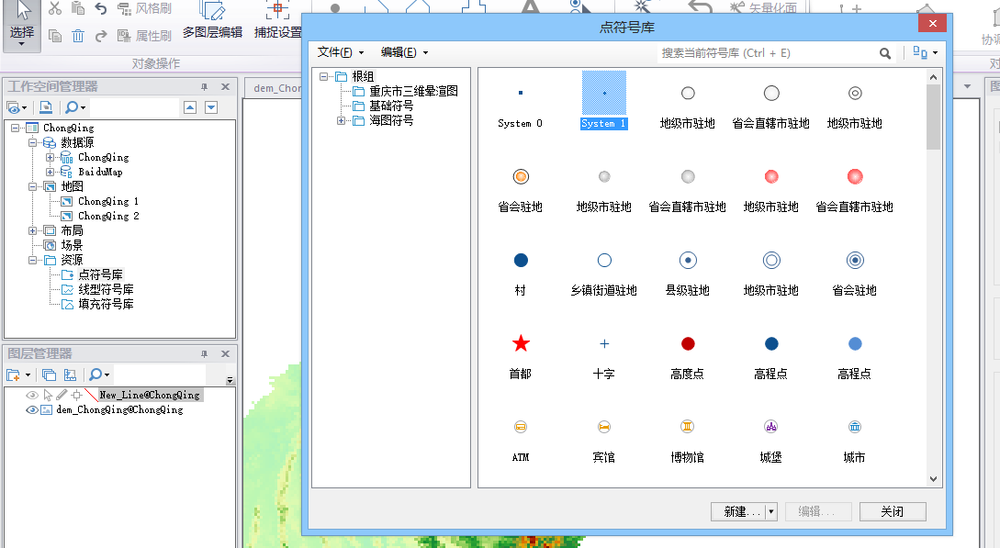 风格刷
矢量化面
选择
属性刷
多图层编辑
捕捉设置
对象操作
工作空间管理器
ChongQing
数据源
ChongQing
BaiduMap
地图
ChongQing 1
ChongQing 2
布局
场景
资源
点符号库
线型符号库
填充符号库
图层管理器
New_Line@ChongQing
dem_ChongQing@ChongQing
dem_Chon
点符号库
文件(F)
编辑(E)
搜索当前符号库 (Ctrl + E)
根组
重庆市三维晕渲图
基础符号
海图符号
System 0
System 1
地级市驻地
省会直辖市驻地
地级市驻地
省会驻地
地级市驻地
省会直辖市驻地
地级市驻地
省会直辖市驻地
村
乡镇街道驻地
县级驻地
地级市驻地
省会驻地
首都
十字
高度点
高程点
高程点
ATM
宾馆
博物馆
城堡
城市
新建...
编辑...
关闭